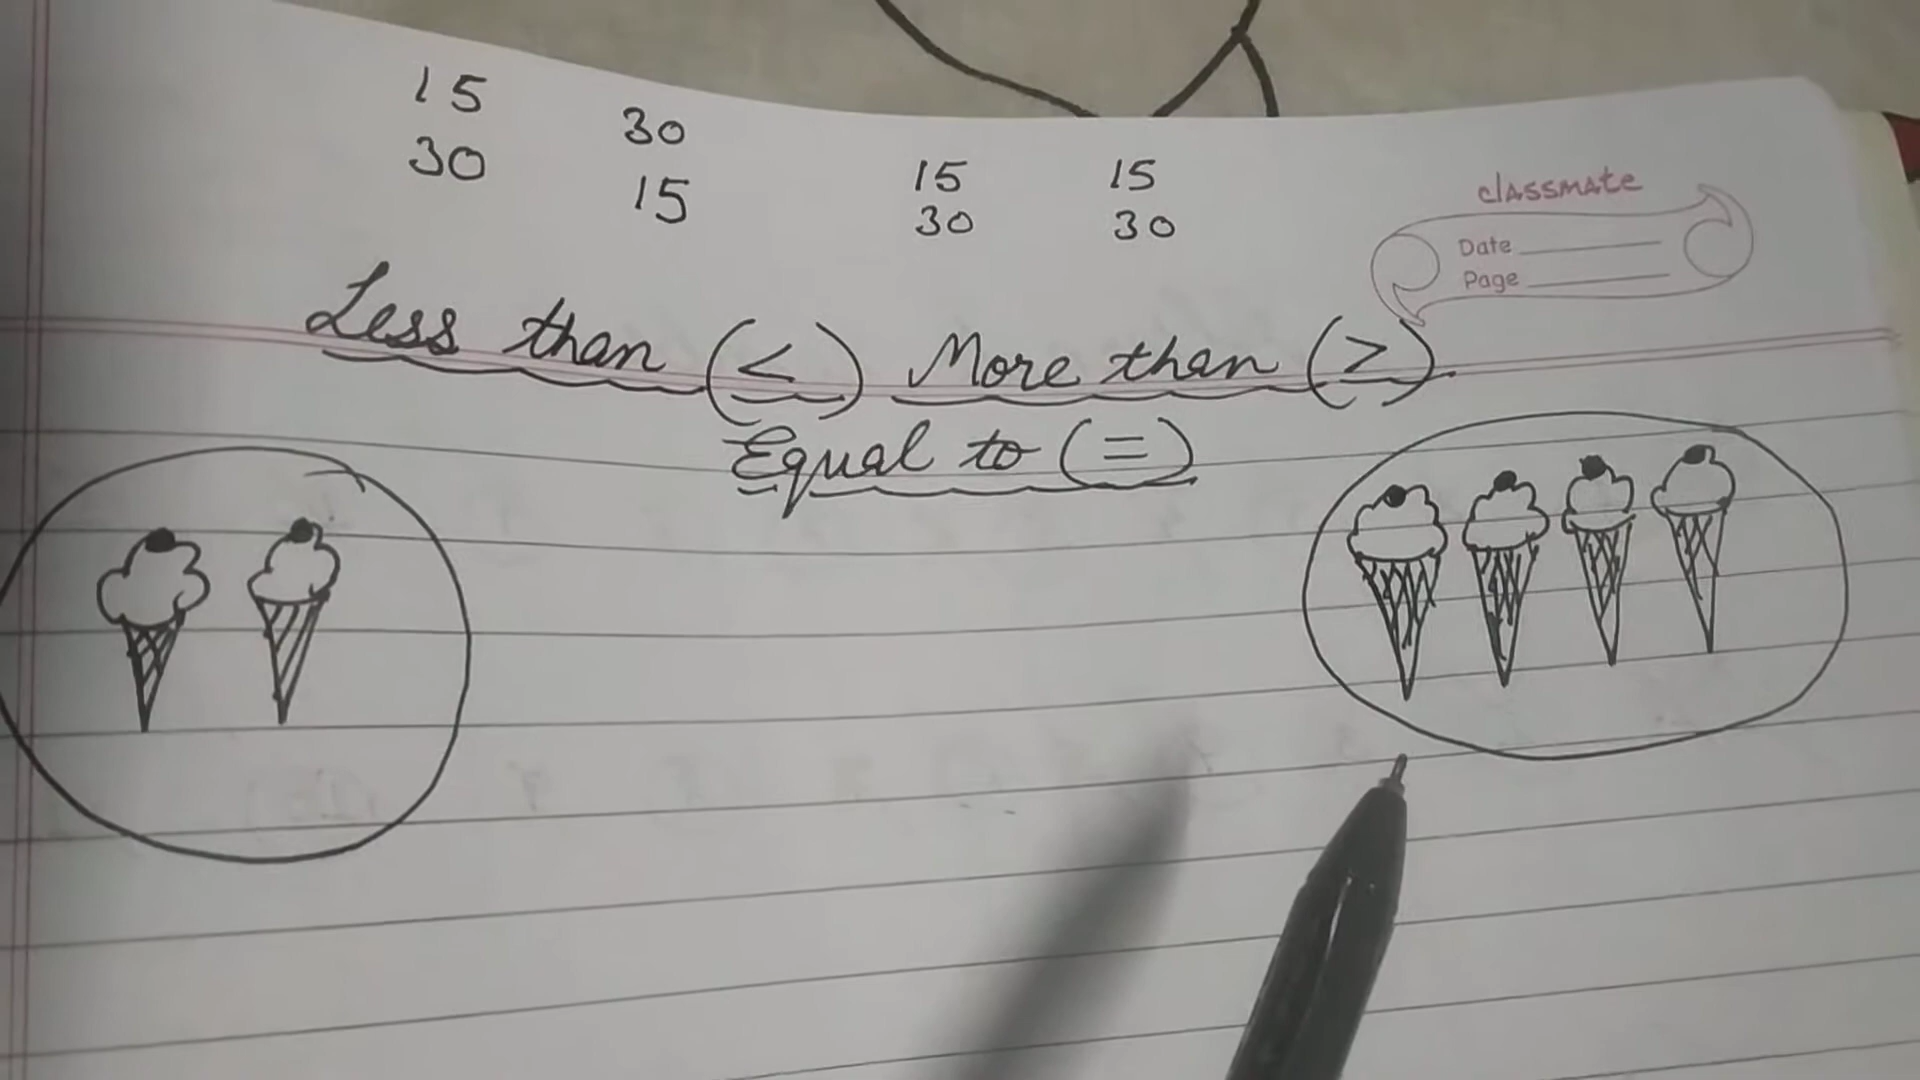 15 30
30 15
15 15
30 30
classmate
Date
Page
Less than (<) More than (>)
Equal to (=)